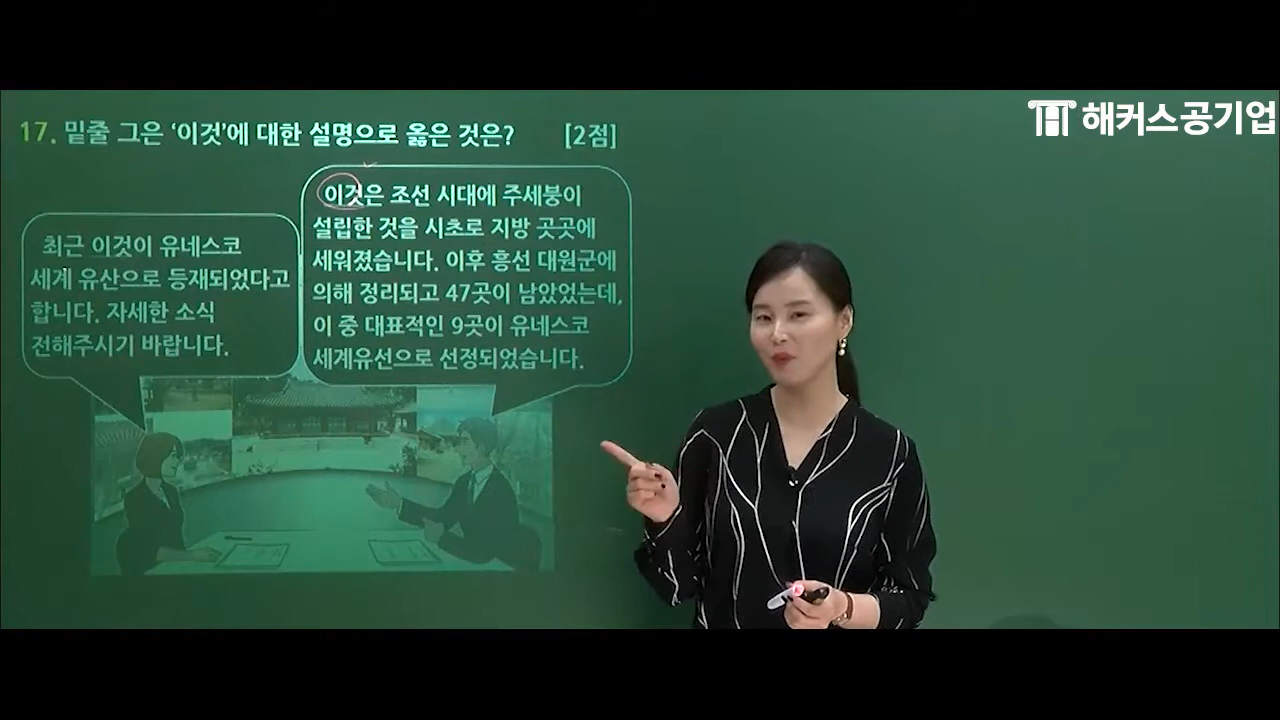 해커스공기업
17. 밑줄 그은 ‘이것’에 대한 설명으로 옳은 것은? [2점]
최근 이것이 유네스코
세계 유산으로 등재되었다고
합니다. 자세한 소식
전해주시기 바랍니다.
이것은 조선 시대에 주세붕이
설립한 것을 시초로 지방 곳곳에
세워졌습니다. 이후 흥선 대원군에
의해 정리되고 47곳이 남았었는데,
이 중 대표적인 9곳이 유네스코
세계유선으로 선정되었습니다.